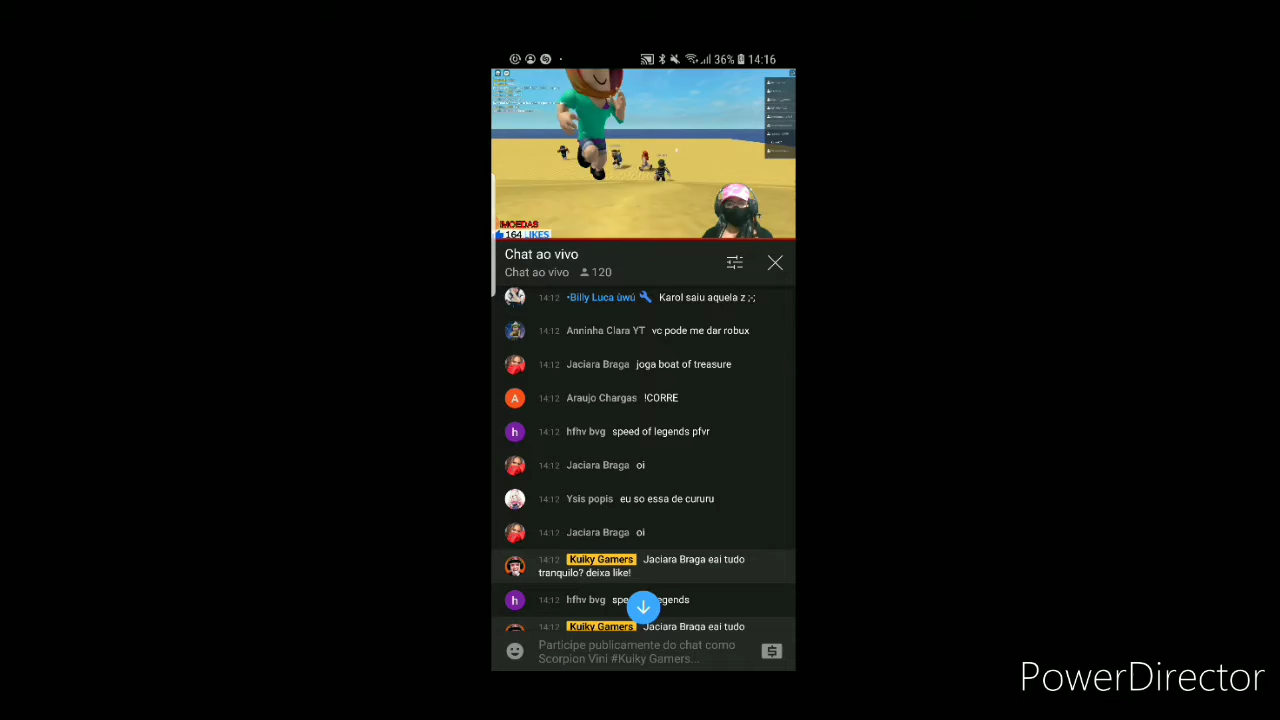 36% 14:16
!MOEDAS
164 LIKES
Chat ao vivo
Chat ao vivo 120
14:12 •Billy Luca ûwú Karol saiu aquela z ;-;
14:12 Anninha Clara YT vc pode me dar robux
14:12 Jaciara Braga joga boat of treasure
A 14:12 Araujo Chargas !CORRE
h 14:12 hfhv bvg speed of legends pfvr
14:12 Jaciara Braga oi
14:12 Ysis popis eu so essa de cururu
14:12 Jaciara Braga oi
14:12 Kuiky Gamers Jaciara Braga eai tudo
tranquilo? deixa like!
h 14:12 hfhv bvg
14:12 Kuiky Gamers Jaciara Braga eai tudo
Participe publicamente do chat como
Scorpion Vini #Kuiky Gamers...
PowerDirector